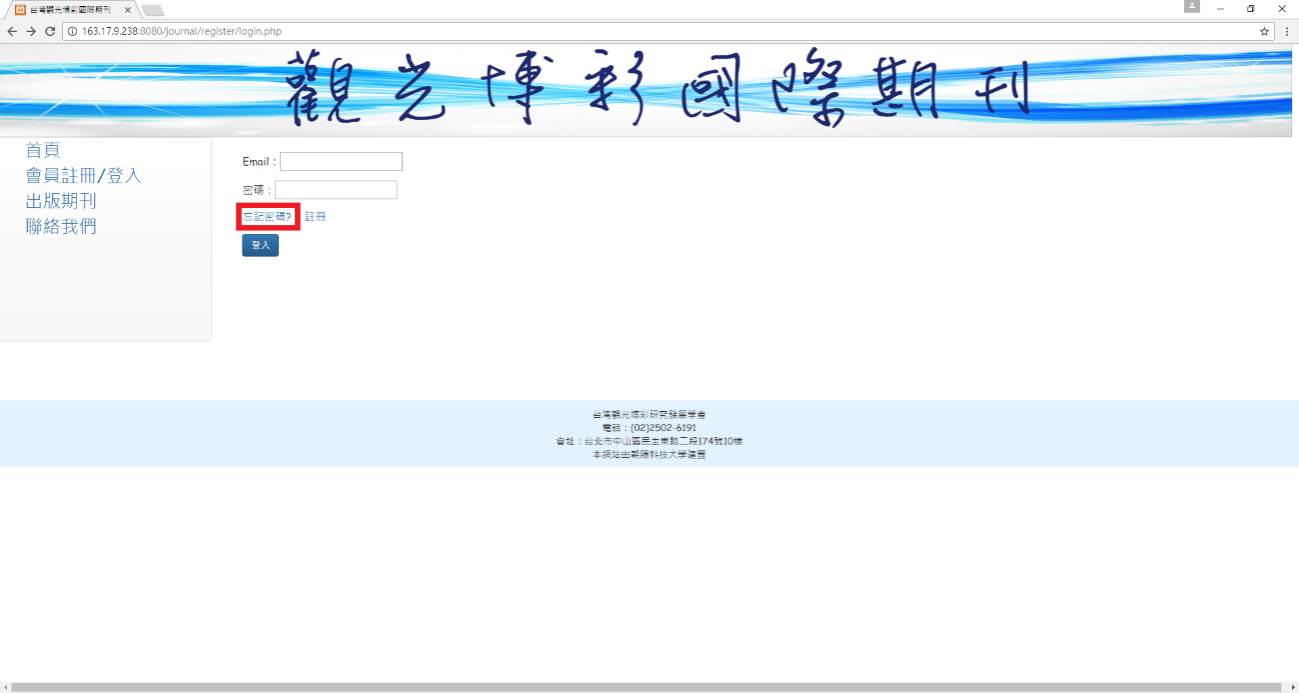 台灣觀光博彩國際期刊
163.17.9.238:8080/journal/register/login.php
觀光博彩國際期刊
首頁
會員註冊/登入
出版期刊
聯絡我們
Email：
密碼：
忘記密碼? 註冊
登入
台灣觀光博彩研究發展學會
電話：(02)2502-6191
會址：台北市中山區民生東路二段174號10樓
本網站由朝陽科技大學建置